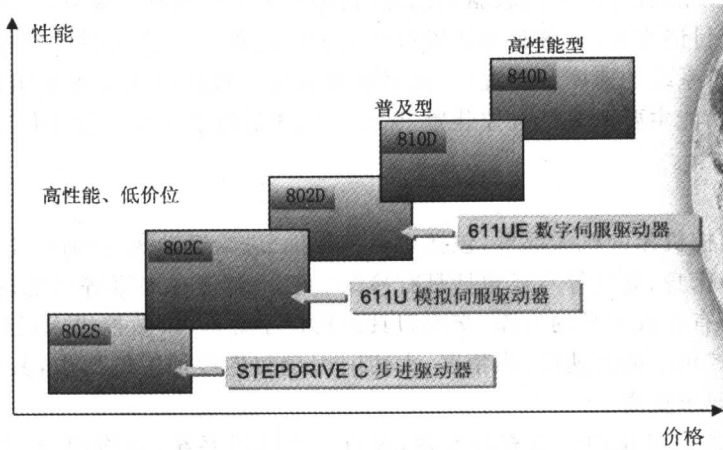 性能
高性能型
840D
普及型
810D
高性能、低价位
802D
611UE 数字伺服驱动器
802C
611U 模拟伺服驱动器
802S
STEPDRIVE C 步进驱动器
价格